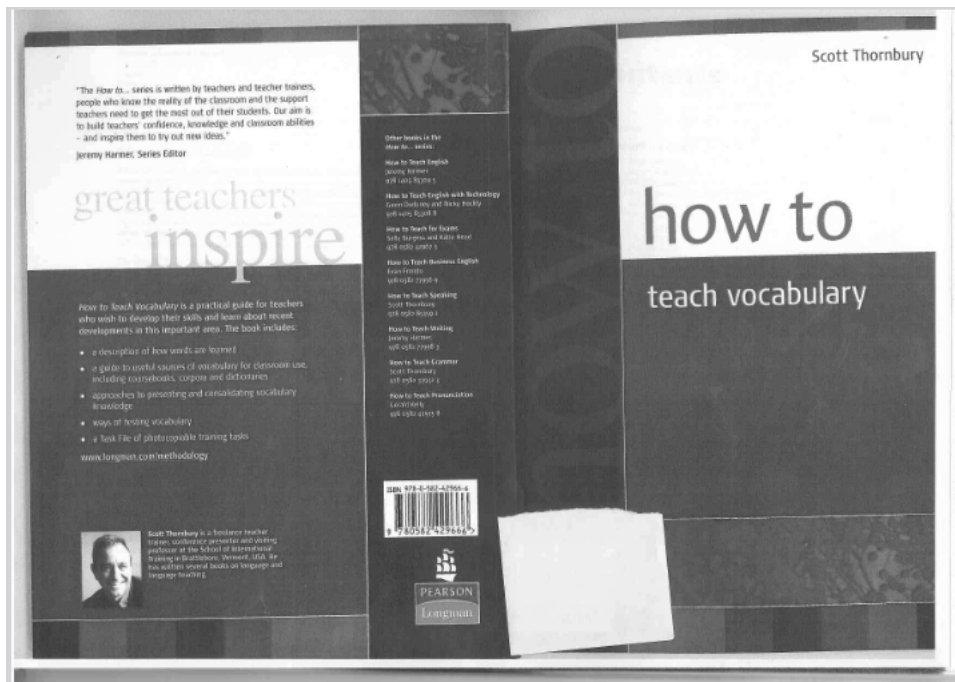 "The How to... series is written by teachers and teacher trainers,
people who know the reality of the classroom and the support
teachers need to get the most out of their students. Our aim is
to build teachers' confidence, knowledge and classroom abilities
– and inspire them to try out new ideas."
Jeremy Harmer, Series Editor
great teachers
inspire
How to Teach Vocabulary is a practical guide for teachers
who wish to develop their skills and learn about recent
developments in this important area. The book includes:
• a description of how words are learned
• a guide to useful sources of vocabulary for classroom use,
including coursebooks, corpora and dictionaries
• approaches to presenting and consolidating vocabulary
knowledge
• ways of testing vocabulary
• a Task File of photocopiable training tasks
www.longman.com/methodology
Scott Thornbury is a freelance teacher
trainer, conference presenter and visiting
professor at the School of International
Training in Brattleboro, Vermont, USA. He
has written several books on language and
language teaching.
Other books in the
How to... series:
How to Teach English
Jeremy Harmer
How to Teach English with Technology
Gavin Dudeney and Nicky Hockly
How to Teach for Exams
Sally Burgess and Katie Head
How to Teach Business English
Evan Frendo
How to Teach Speaking
Scott Thornbury
How to Teach Writing
Jeremy Harmer
How to Teach Grammar
Scott Thornbury
How to Teach Pronunciation
Gerald Kelly
ISBN 978-0-582-42966-6
9 780582 429666 >
PEARSON
Longman
Scott Thornbury
how to
teach vocabulary